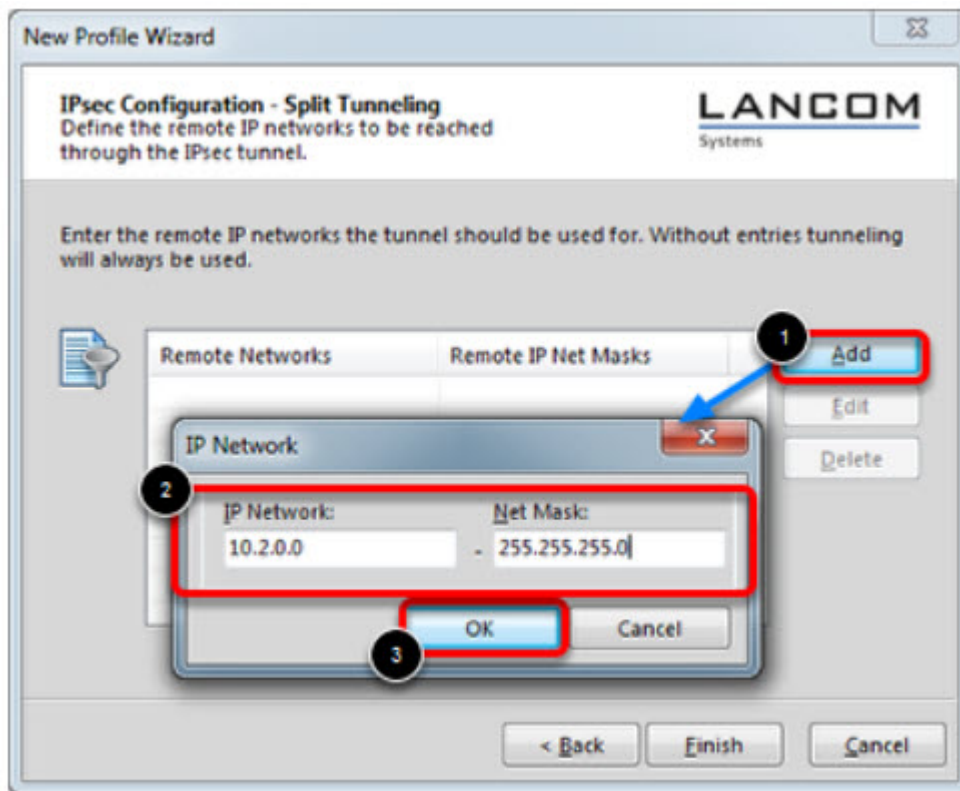 New Profile Wizard
IPsec Configuration - Split Tunneling
Define the remote IP networks to be reached
through the IPsec tunnel.
LANCOM
Systems
Enter the remote IP networks the tunnel should be used for. Without entries tunneling
will always be used.
Remote Networks Remote IP Net Masks
1
Add
Edit
Delete
IP Network
2
IP Network: Net Mask:
10.2.0.0 - 255.255.255.0
OK Cancel
3
< Back Finish Cancel